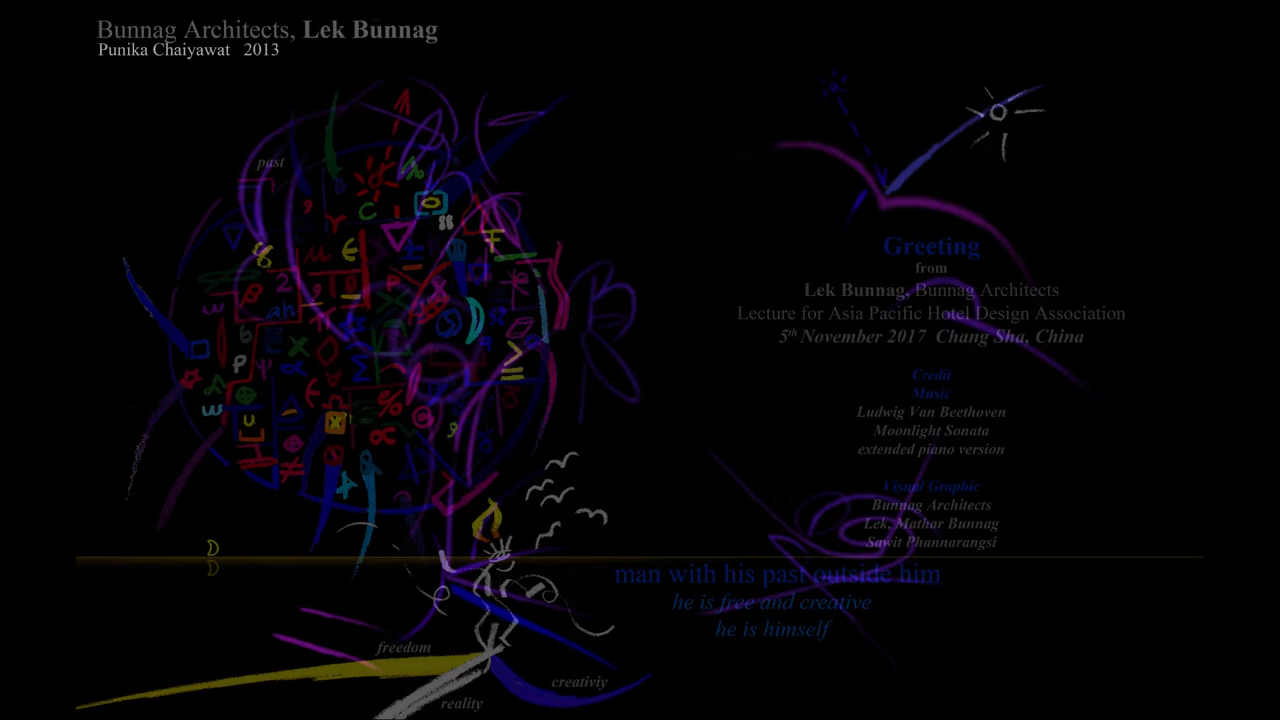 Bunnag Architects, Lek Bunnag
Punika Chaiyawat 2013
past
Greeting
from
Lek Bunnag, Bunnag Architects
Lecture for Asia Pacific Hotel Design Association
5th November 2017 Chang Sha, China
Credit
Music
Ludwig Van Beethoven
Moonlight Sonata
extended piano version
Visual Graphic
Bunnag Architects
Lek, Mathar Bunnag
Sawit Phannarangsi
man with his past outside him
he is free and creative
he is himself
freedom
creativiy
reality